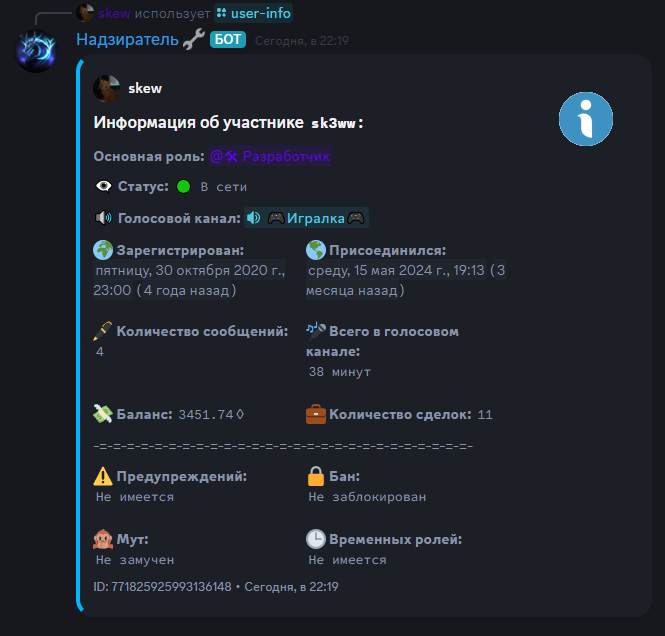 skew использует user-info
Надзиратель БОТ Сегодня, в 22:19
skew
Информация об участнике sk3ww:
Основная роль: @🛠 Разработчик
Статус: В сети
Голосовой канал: 🎮Игралка🎮
Зарегистрирован:
пятницу, 30 октября 2020 г.,
23:00 (4 года назад)
Присоединился:
среду, 15 мая 2024 г., 19:13 (3
месяца назад)
Количество сообщений:
4
Всего в голосовом
канале:
38 минут
Баланс: 3451.74◊
Количество сделок: 11
-=-=-=-=-=-=-=-=-=-=-=-=-=-=-=-=-=-=-=-=-=-=-=-=-=-=-=-
Предупреждений:
Не имеется
Бан:
Не заблокирован
Мут:
Не замучен
Временных ролей:
Не имеется
ID: 771825925993136148 • Сегодня, в 22:19